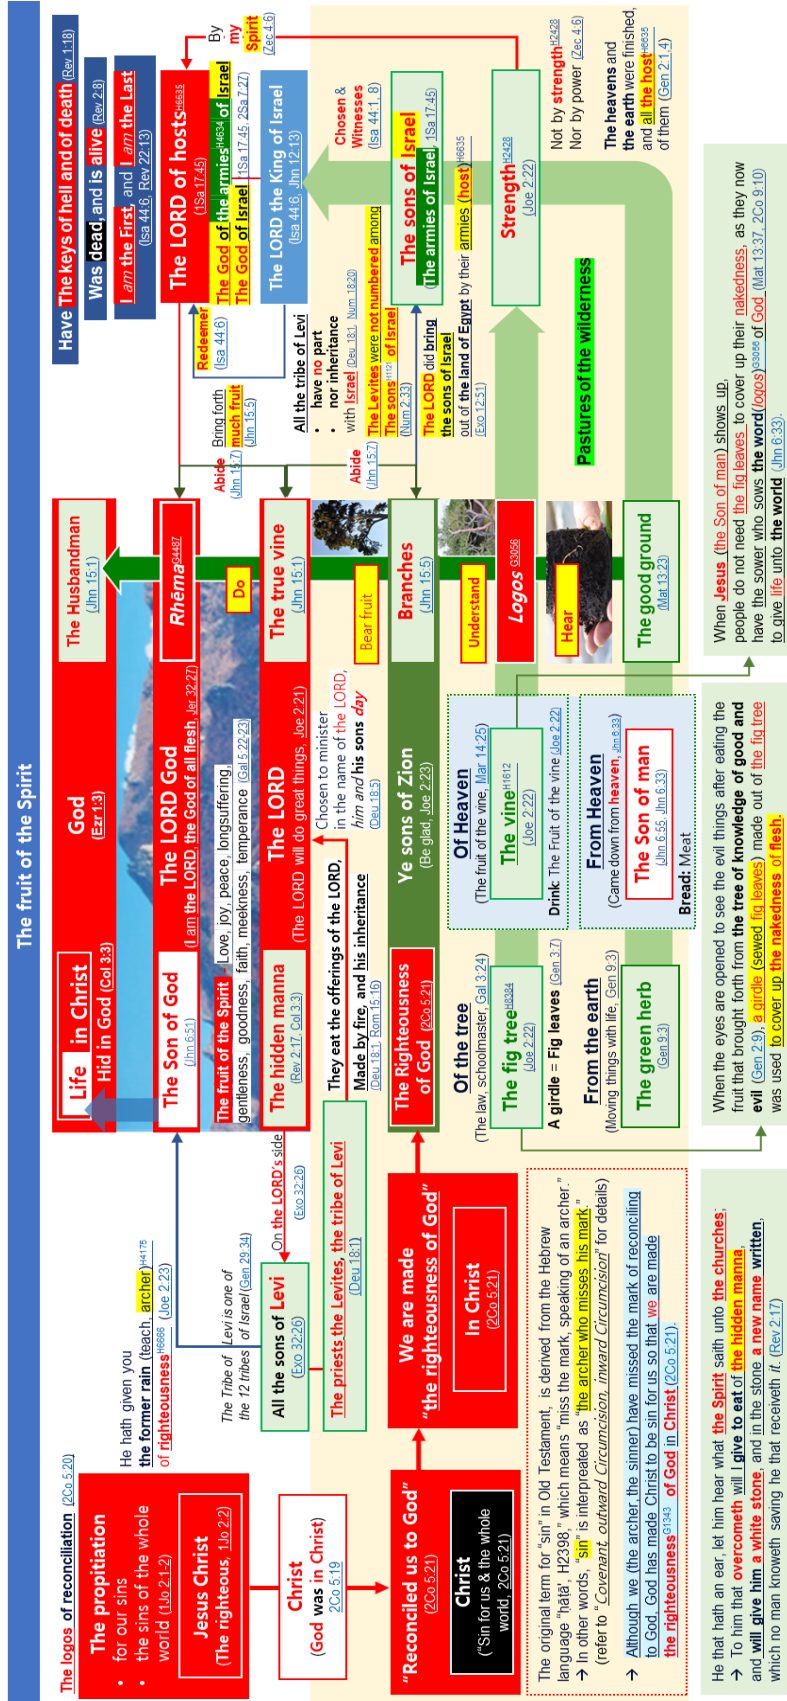 The fruit of the Spirit
The logos of reconciliation (2Co 5:20)
The propitiation
• for our sins
• the sins of the whole
world (1Jo 2:1-2)
Jesus Christ
(The righteous, 1Jo 2:2)
Christ
(God was in Christ)
2Co 5:19
"Reconciled us to God"
(2Co 5:21)
Christ
("Sin for us & the whole
world, 2Co 5:21)
He hath given you
the former rain (teach, archer)H4175
of righteousnessH6666 (Joe 2:23)
The Tribe of Levi is one of
the 12 tribes of Israel (Gen 29:34)
All the sons of Levi
(Exo 32:26)
On the LORD's side
(Exo 32:26)
The priests the Levites, the tribe of Levi
(Deu 18:1)
They eat the offerings of the LORD,
Made by fire, and his inheritance
(Deu 18:1, Rom 15:16)
We are made
"the righteousness of God"
In Christ
(2Co 5:21)
The original term for "sin" in Old Testament, is derived from the Hebrew
language "ḥāṭā', H2398," which means "miss the mark, speaking of an archer."
→ In other words, "sin" is interpreated as "the archer who misses his mark."
(refer to "Covenant, outward Circumcision, inward Circumcision" for details)
→ Although we (the archer, the sinner) have missed the mark of reconciling
to God, God has made Christ to be sin for us so that we are made
the righteousnessG1343 of God in Christ (2Co 5:21).
He that hath an ear, let him hear what the Spirit saith unto the churches;
→ To him that overcometh will I give to eat of the hidden manna,
and will give him a white stone, and in the stone a new name written,
which no man knoweth saving he that receiveth it. (Rev 2:17)
Life in Christ
Hid in God (Col 3:3)
God
(Ezr 1:3)
The Husbandman
(Jhn 15:1)
The Son of God
(Jhn 6:51)
The LORD God
(I am the LORD, the God of all flesh, Jer 32:27)
RhēmaG4487
The fruit of the Spirit - Love, joy, peace, longsuffering,
gentleness, goodness, faith, meekness, temperance (Gal 5:22-23)
Do
The hidden manna
(Rev 2:17, Col 3:3)
The LORD
(The LORD will do great things, Joe 2:21)
The true vine
(Jhn 15:1)
Chosen to minister
in the name of the LORD,
him and his sons day
(Deu 18:5)
Bear fruit
The Righteousness
of God (2Co 5:21)
Ye sons of Zion
(Be glad, Joe 2:23)
Branches
(Jhn 15:5)
Understand
Of the tree
(The law, schoolmaster, Gal 3:24)
The fig treeH8384
(Joe 2:22)
A girdle = Fig leaves (Gen 3:7)
Of Heaven
(The fruit of the vine, Mar 14:25)
The vineH1612
(Joe 2:22)
Drink: The Fruit of the vine (Joe 2:22)
Logos G3056
Hear
From the earth
(Moving things with life, Gen 9:3)
The green herb
(Gen 9:3)
From Heaven
(Came down from heaven, Jhn 6:33)
The Son of man
(Jhn 6:55, Jhn 6:33)
Bread: Meat
The good ground
(Mat 13:23)
When the eyes are opened to see the evil things after eating the
fruit that brought forth from the tree of knowledge of good and
evil (Gen 2:9), a girdle (sewed fig leaves) made out of the fig tree
was used to cover up the nakedness of flesh.
When Jesus (the Son of man) shows up,
people do not need the fig leaves to cover up their nakedness, as they now
have the sower who sows the word(logos)G3056 of God (Mat 13:37, 2Co 9:10)
to give life unto the world (Jhn 6:33).
Have The keys of hell and of death (Rev 1:18)
Was dead, and is alive (Rev 2:8)
I am the First, and I am the Last
(Isa 44:6, Rev 22:13)
The LORD of hostsH6635
(1Sa 17:45)
The God of the armiesH4634 of Israel
The God of Israel (1Sa 17:45, 2Sa 7:27)
The LORD the King of Israel
(Isa 44:6, Jhn 12:13)
By
my
Spirit
(Zec 4:6)
Redeemer
(Isa 44:6)
Bring forth
much fruit
(Jhn 15:5)
Abide
(Jhn 15:7)
Abide
(Jhn 15:7)
All the tribe of Levi
• have no part
• nor inheritance
with Israel (Deu 18:1, Num 18:20)
The Levites were not numbered among
The sonsH1121 of Israel
(Num 2:33)
The LORD did bring
the sons of Israel
out of the land of Egypt by their armies (host)H6635
(Exo 12:51)
Chosen &
Witnesses
(Isa 44:1, 8)
The sons of Israel
(The armies of Israel, 1Sa 17:45)
StrengthH2428
(Joe 2:22)
Not by strengthH2428
Nor by power (Zec 4:6)
The heavens and
the earth were finished,
and all the hostH6635
of them (Gen 2:1,4)
Pastures of the wilderness